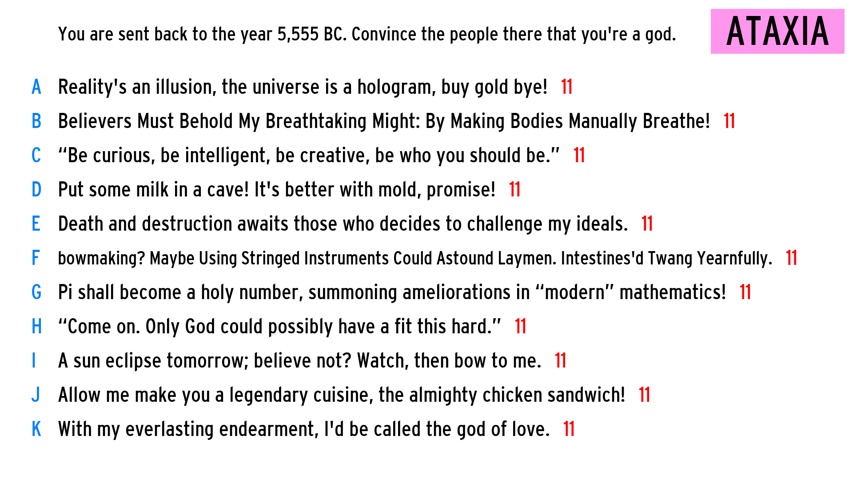 You are sent back to the year 5,555 BC. Convince the people there that you're a god.
ATAXIA
A Reality's an illusion, the universe is a hologram, buy gold bye! 11
B Believers Must Behold My Breathtaking Might: By Making Bodies Manually Breathe! 11
C “Be curious, be intelligent, be creative, be who you should be.” 11
D Put some milk in a cave! It's better with mold, promise! 11
E Death and destruction awaits those who decides to challenge my ideals. 11
F bowmaking? Maybe Using Stringed Instruments Could Astound Laymen. Intestines'd Twang Yearnfully. 11
G Pi shall become a holy number, summoning ameliorations in “modern” mathematics! 11
H “Come on. Only God could possibly have a fit this hard.” 11
I A sun eclipse tomorrow; believe not? Watch, then bow to me. 11
J Allow me make you a legendary cuisine, the almighty chicken sandwich! 11
K With my everlasting endearment, I'd be called the god of love. 11